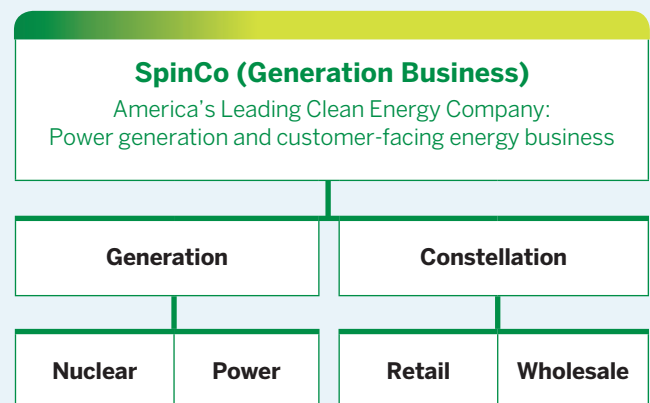 SpinCo (Generation Business)
America’s Leading Clean Energy Company:
Power generation and customer-facing energy business
Generation
Constellation
Nuclear
Power
Retail
Wholesale